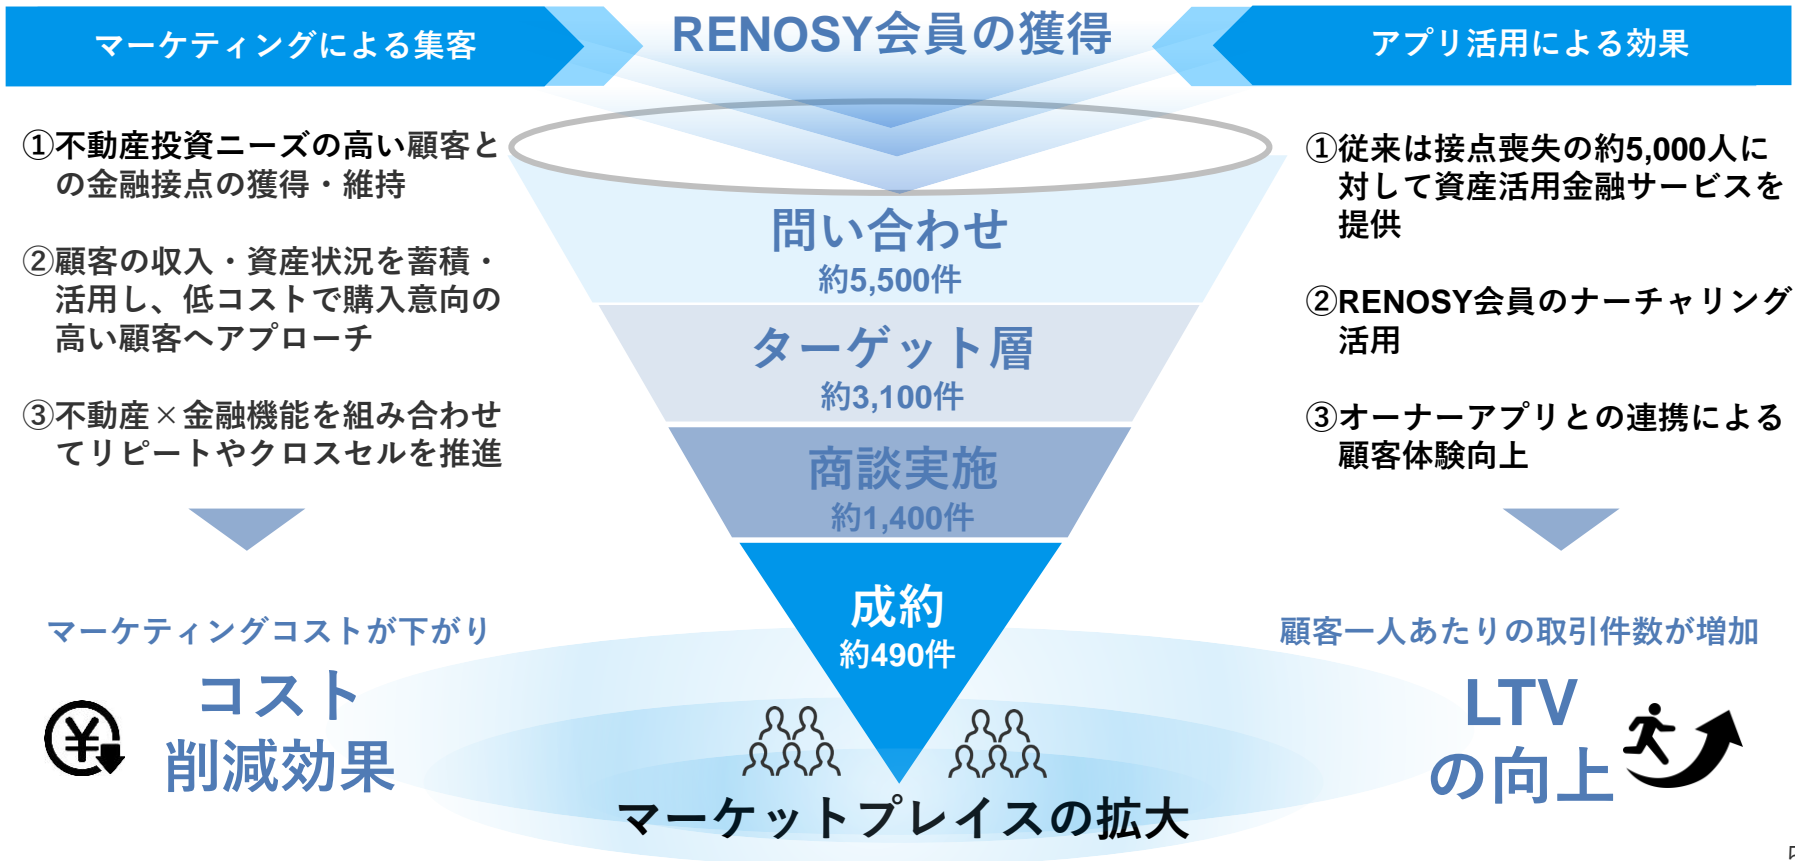 マーケティングによる集客
RENOSY会員の獲得
アプリ活用による効果
①不動産投資ニーズの高い顧客と
の金融接点の獲得・維持
②顧客の収入・資産状況を蓄積・
活用し、低コストで購入意向の
高い顧客へアプローチ
③不動産×金融機能を組み合わせ
てリピートやクロスセルを推進
問い合わせ
約5,500件
ターゲット層
約3,100件
商談実施
約1,400件
成約
約490件
①従来は接点喪失の約5,000人に
対して資産活用金融サービスを
提供
②RENOSY会員のナーチャリング
活用
③オーナーアプリとの連携による
顧客体験向上
マーケティングコストが下がり
コスト
削減効果
顧客一人あたりの取引件数が増加
LTV
の向上
マーケットプレイスの拡大